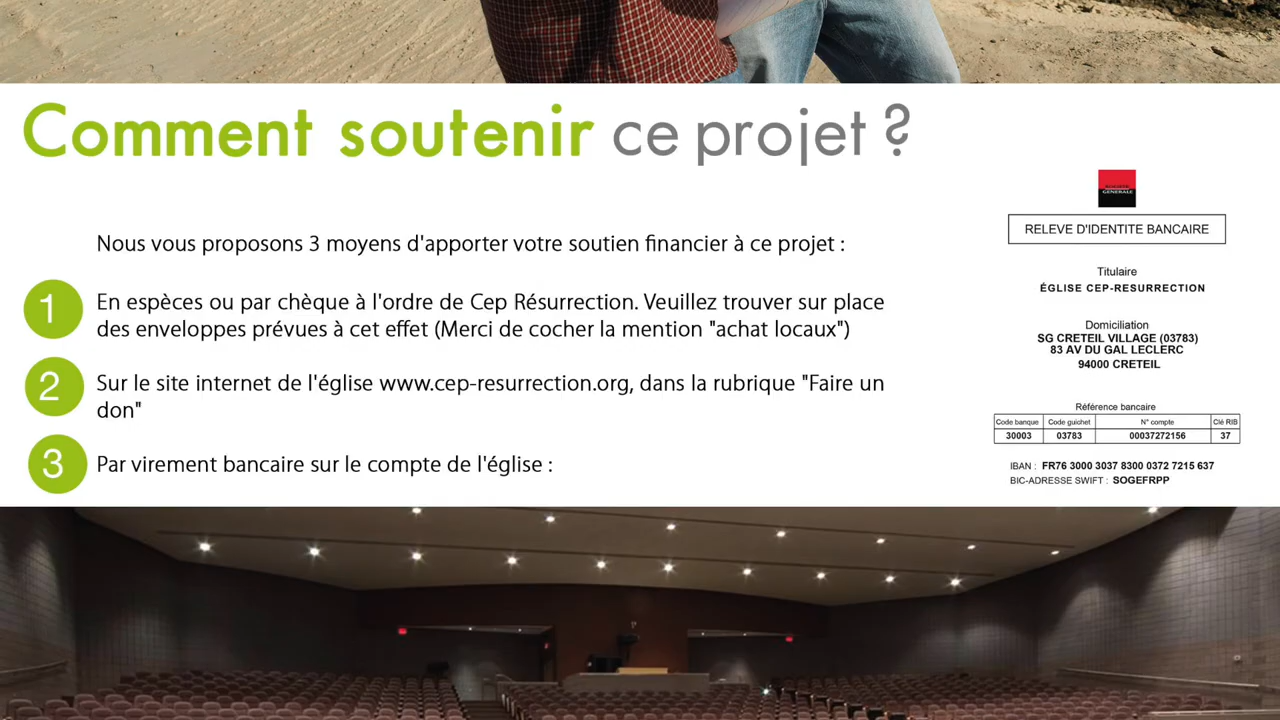 Comment soutenir ce projet ?
Nous vous proposons 3 moyens d'apporter votre soutien financier à ce projet :
1
En espèces ou par chèque à l'ordre de Cep Résurrection. Veuillez trouver sur place
des enveloppes prévues à cet effet (Merci de cocher la mention "achat locaux")
2
Sur le site internet de l'église www.cep-resurrection.org, dans la rubrique "Faire un
don"
3
Par virement bancaire sur le compte de l'église :
SOCIETE
GENERALE
RELEVE D'IDENTITE BANCAIRE
Titulaire
ÉGLISE CEP-RESURRECTION
Domiciliation
SG CRETEIL VILLAGE (03783)
83 AV DU GAL LECLERC
94000 CRETEIL
Référence bancaire
Code banque Code guichet N° compte Clé RIB
30003 03783 00037272156 37
IBAN : FR76 3000 3037 8300 0372 7215 637
BIC-ADRESSE SWIFT : SOGEFRPP